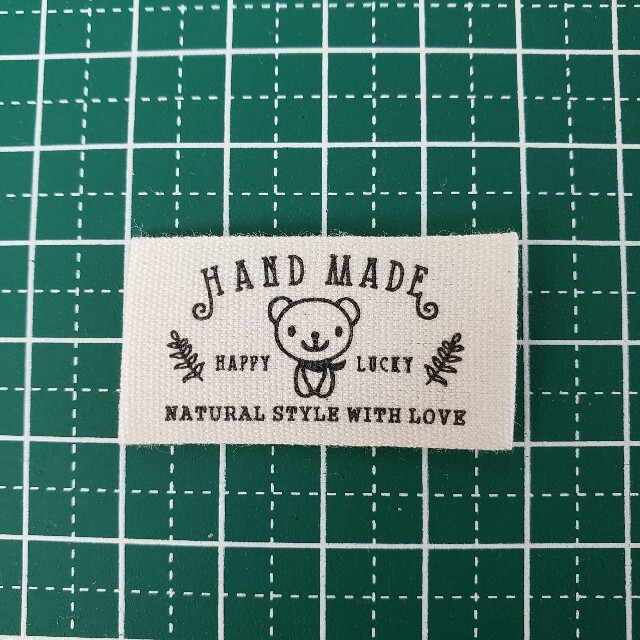 HAND MADE
HAPPY LUCKY
NATURAL STYLE WITH LOVE